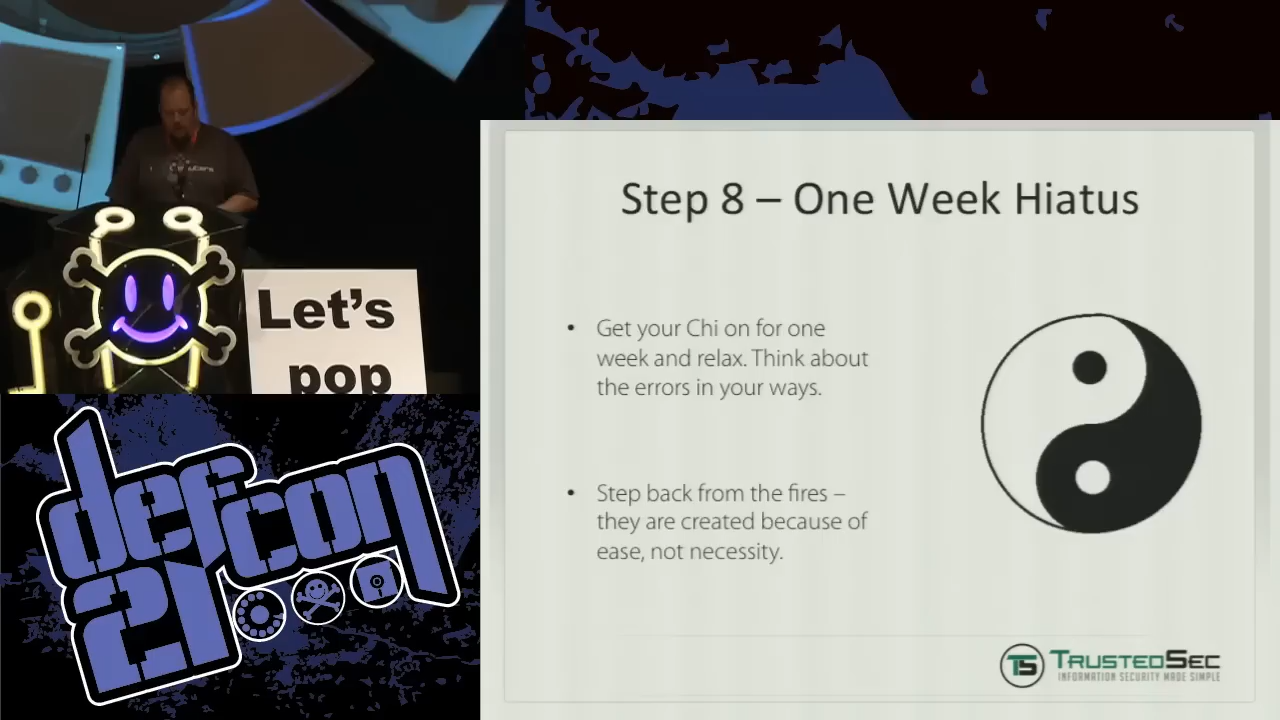 Let's
pop
defcon
21
Step 8 – One Week Hiatus
• Get your Chi on for one
week and relax. Think about
the errors in your ways.
• Step back from the fires –
they are created because of
ease, not necessity.
TS TRUSTEDSEC
INFORMATION SECURITY MADE SIMPLE